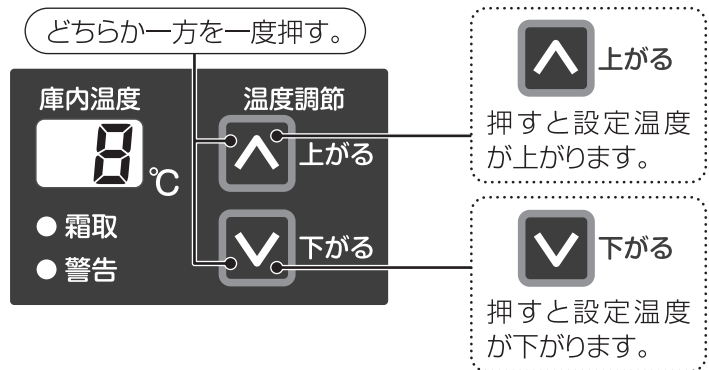 どちらか一方を一度押す。
庫内温度
8℃
霜取
警告
温度調節
上がる
下がる
上がる
押すと設定温度
が上がります。
下がる
押すと設定温度
が下がります。